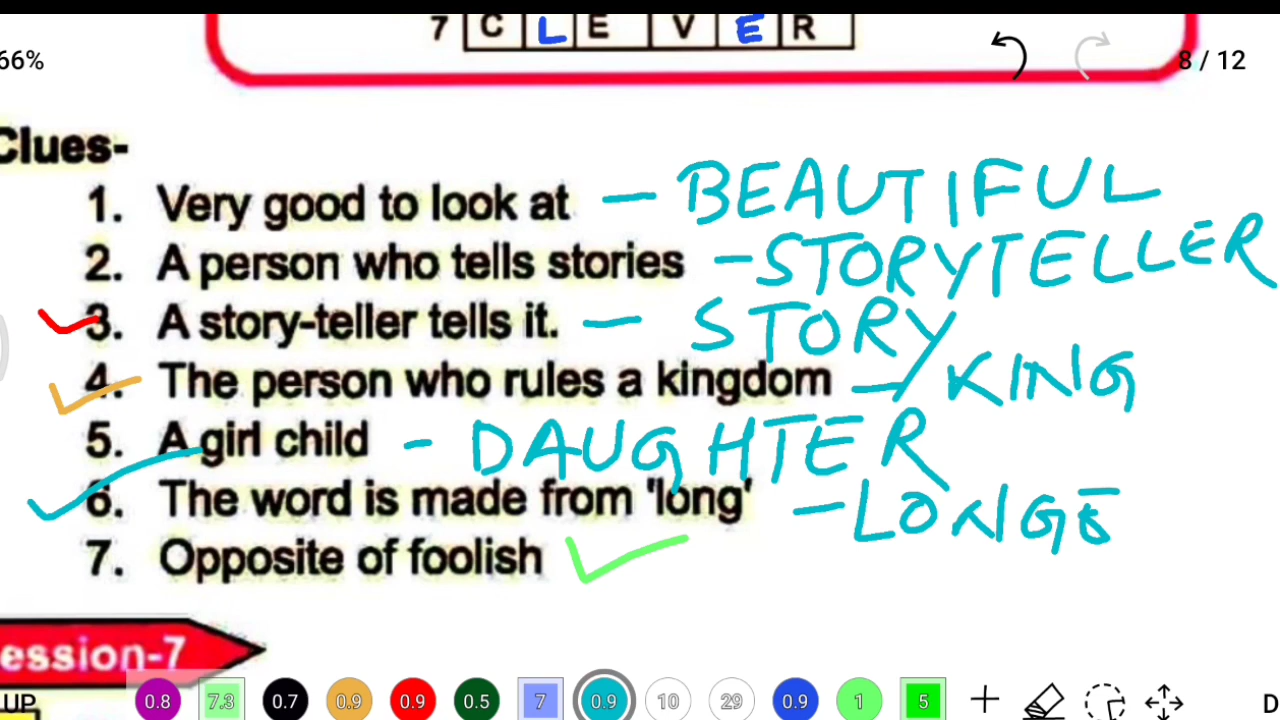 7 C L E V E R
66%
8 / 12
Clues-
1. Very good to look at – BEAUTIFUL
2. A person who tells stories – STORYTELLER
3. A story-teller tells it. – STORY
4. The person who rules a kingdom – KING
5. A girl child - DAUGHTER
6. The word is made from 'long' – LONGE
7. Opposite of foolish
ession-7
UP
0.8 7.3 0.7 0.9 0.9 0.5 7 0.9 10 29 0.9 1 5
D